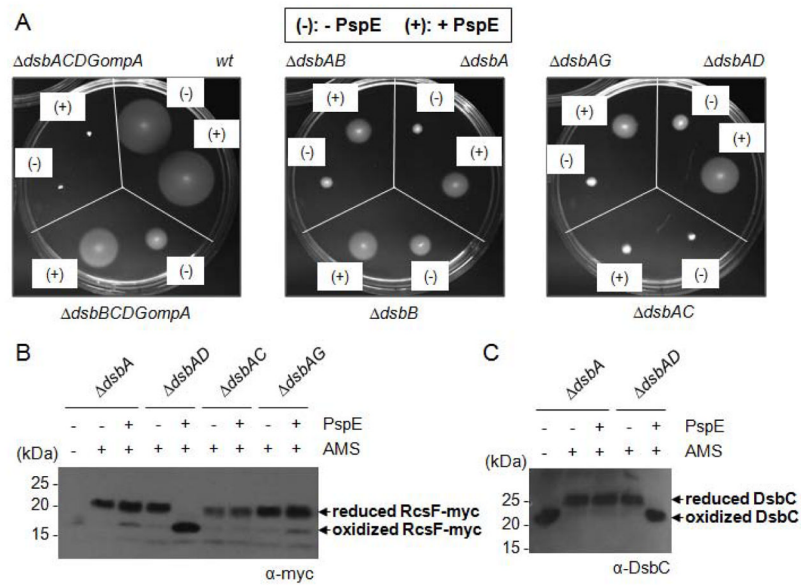 A
(-): - PspE (+): + PspE
ΔdsbACDGompA wt ΔdsbAB ΔdsbA ΔdsbAG ΔdsbAD
(+) (-) (+) (-)
(+) (-) (+) (-)
(+) (-) (+) (-)
(+) (-) (+) (-)
(+) (-) (+) (-)
(+) (-)
ΔdsbBCDGompA ΔdsbB ΔdsbAC
B
ΔdsbA ΔdsbAD ΔdsbAC ΔdsbAG
- - + - + - + - + PspE
- + + + + + + + + AMS
(kDa)
25
20
15
reduced RcsF-myc
oxidized RcsF-myc
α-myc
C
ΔdsbA ΔdsbAD
- - + - + PspE
- + + + + AMS
(kDa)
25
20
15
reduced DsbC
oxidized DsbC
α-DsbC